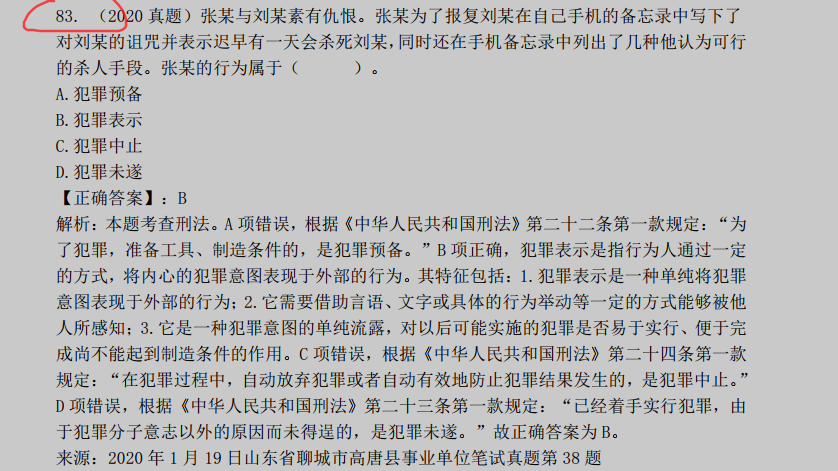 83. （2020 真题）张某与刘某素有仇恨。张某为了报复刘某在自己手机的备忘录中写下了
对刘某的诅咒并表示迟早有一天会杀死刘某,同时还在手机备忘录中列出了几种他认为可行
的杀人手段。张某的行为属于（　　）。
A.犯罪预备
B.犯罪表示
C.犯罪中止
D.犯罪未遂
【正确答案】：B
解析：本题考查刑法。A 项错误，根据《中华人民共和国刑法》第二十二条第一款规定：“为
了犯罪，准备工具、制造条件的，是犯罪预备。”B 项正确，犯罪表示是指行为人通过一定
的方式，将内心的犯罪意图表现于外部的行为。其特征包括：1.犯罪表示是一种单纯将犯罪
意图表现于外部的行为；2.它需要借助言语、文字或具体的行为举动等一定的方式能够被他
人所感知；3.它是一种犯罪意图的单纯流露，对以后可能实施的犯罪是否易于实行、便于完
成尚不能起到制造条件的作用。C 项错误，根据《中华人民共和国刑法》第二十四条第一款
规定：“在犯罪过程中，自动放弃犯罪或者自动有效地防止犯罪结果发生的，是犯罪中止。”
D 项错误，根据《中华人民共和国刑法》第二十三条第一款规定：“已经着手实行犯罪，由
于犯罪分子意志以外的原因而未得逞的，是犯罪未遂。”故正确答案为 B。
来源：2020 年 1 月 19 日山东省聊城市高唐县事业单位笔试真题第 38 题